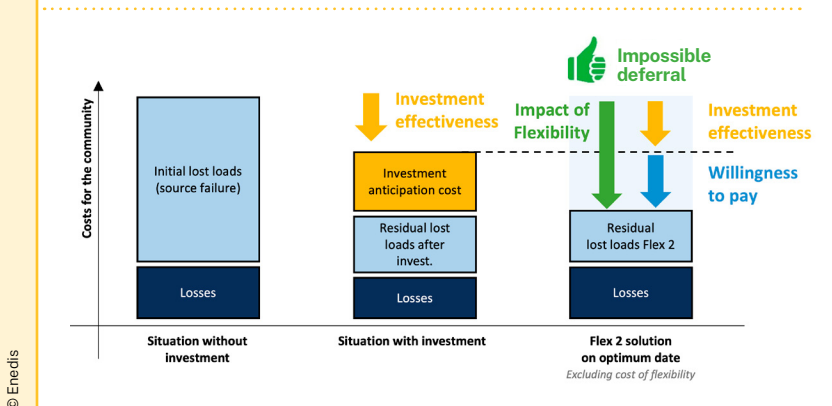 Impossible
deferral
Costs for the community
Initial lost loads
(source failure)
Losses
Situation without
investment
Investment
effectiveness
Investment
anticipation cost
Residual lost
loads after
invest.
Losses
Situation with investment
Impact of
Flexibility
Investment
effectiveness
Willingness
to pay
Residual
lost loads Flex 2
Losses
Flex 2 solution
on optimum date
Excluding cost of flexibility
© Enedis